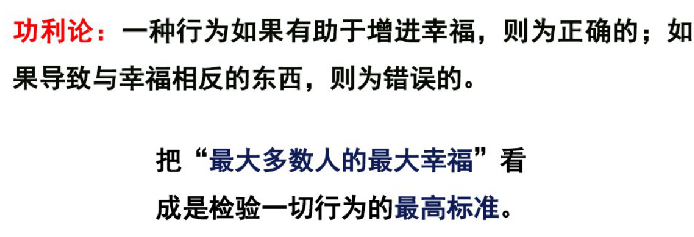 功利论：一种行为如果有助于增进幸福，则为正确的；如
果导致与幸福相反的东西，则为错误的。
把“最大多数人的最大幸福”看
成是检验一切行为的最高标准。